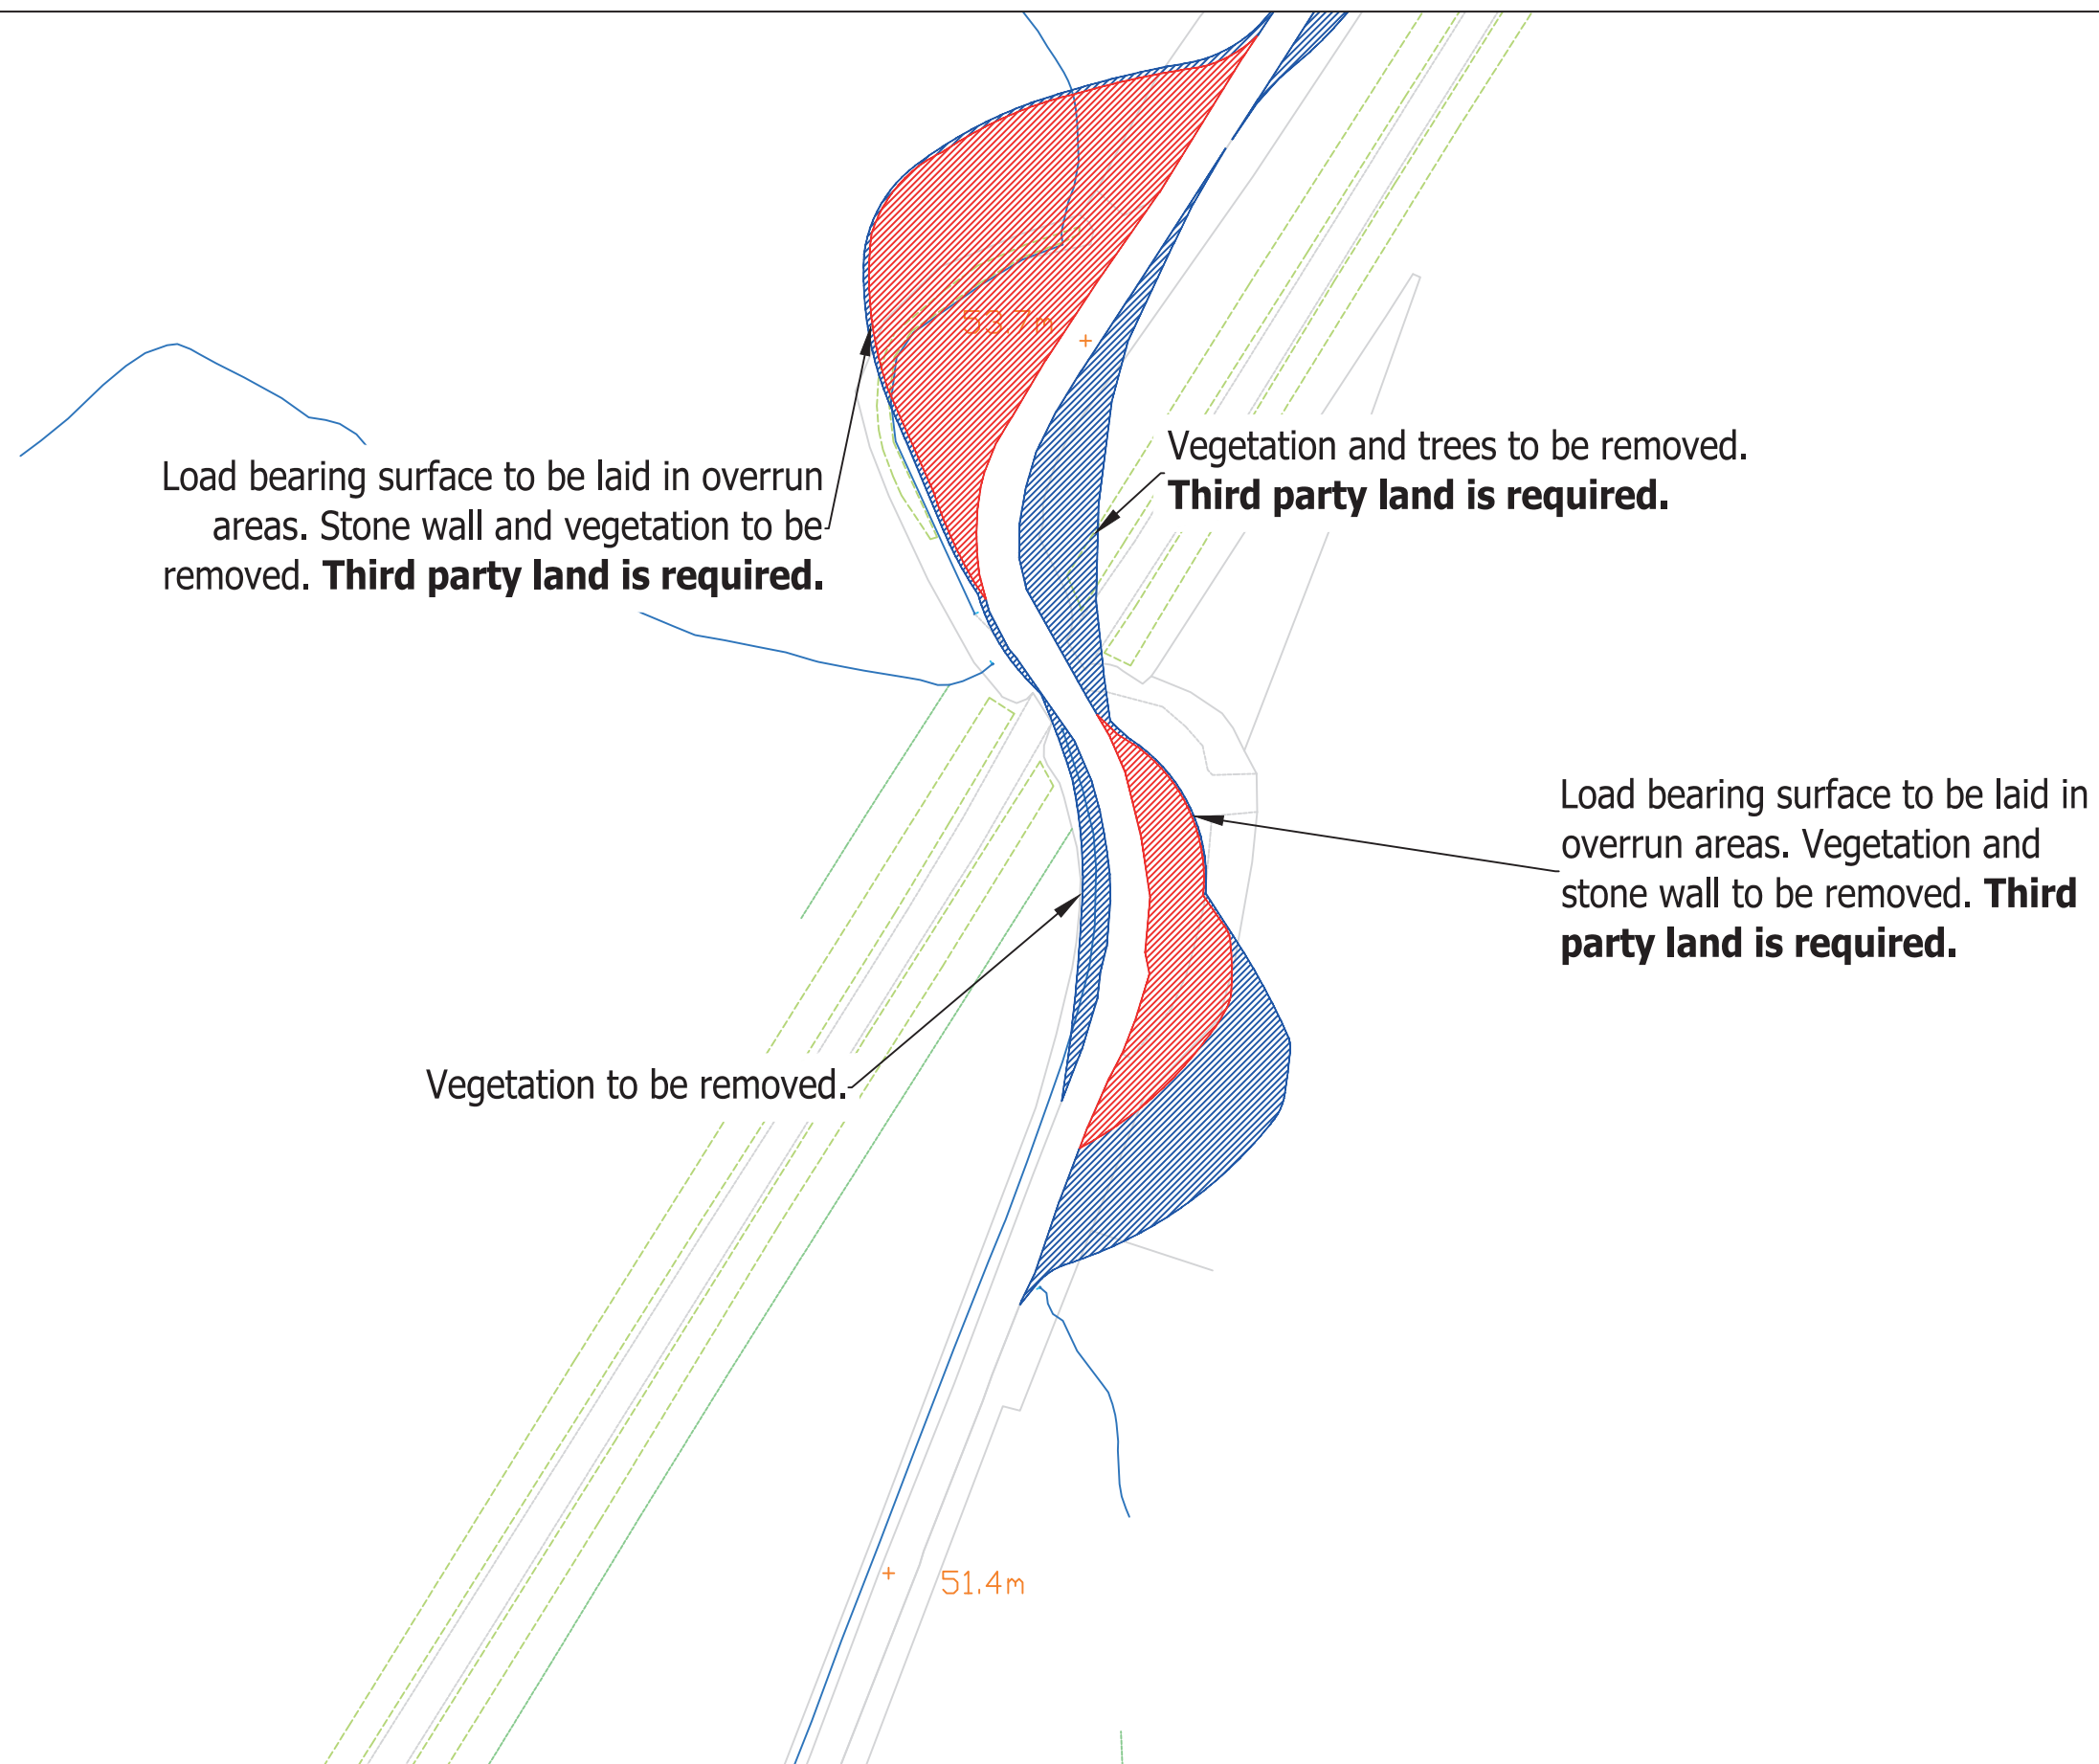 53.7m
Vegetation and trees to be removed.
Third party land is required.
Load bearing surface to be laid in overrun
areas. Stone wall and vegetation to be
removed. Third party land is required.
Load bearing surface to be laid in
overrun areas. Vegetation and
stone wall to be removed. Third
party land is required.
Vegetation to be removed.
51.4m